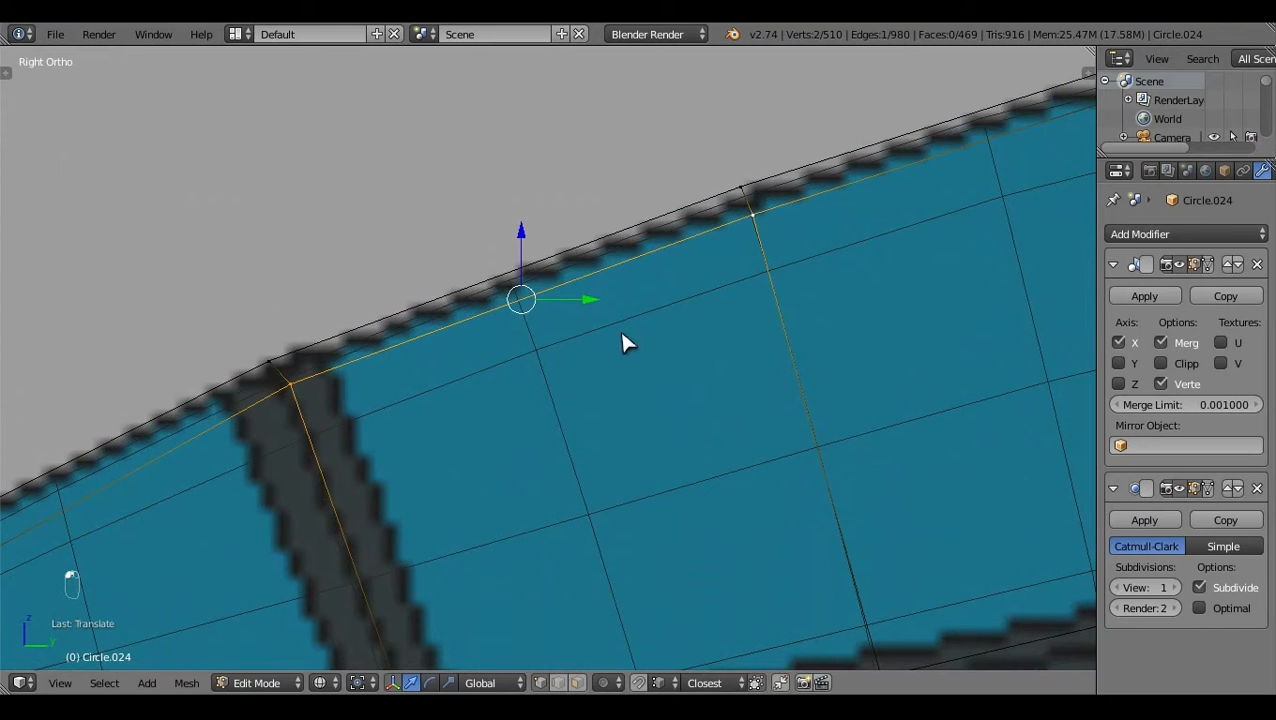 File Render Window Help Default Scene Blender Render v2.74 | Verts:2/510 | Edges:1/980 | Faces:0/469 | Tris:916 | Mem:25.47M (17.58M) | Circle.024
Right Ortho
View Search All Scen
Scene
RenderLay
World
Camera
Circle.024
Add Modifier
Apply Copy
Axis: Options: Textures:
X Merg U
Y Clipp V
Z Verte
Merge Limit: 0.001000
Mirror Object:
Apply Copy
Catmull-Clark Simple
Subdivisions: Options:
View: 1 Subdivide
Render: 2 Optimal
z
y
Last: Translate
(0) Circle.024
View Select Add Mesh Edit Mode Global Closest